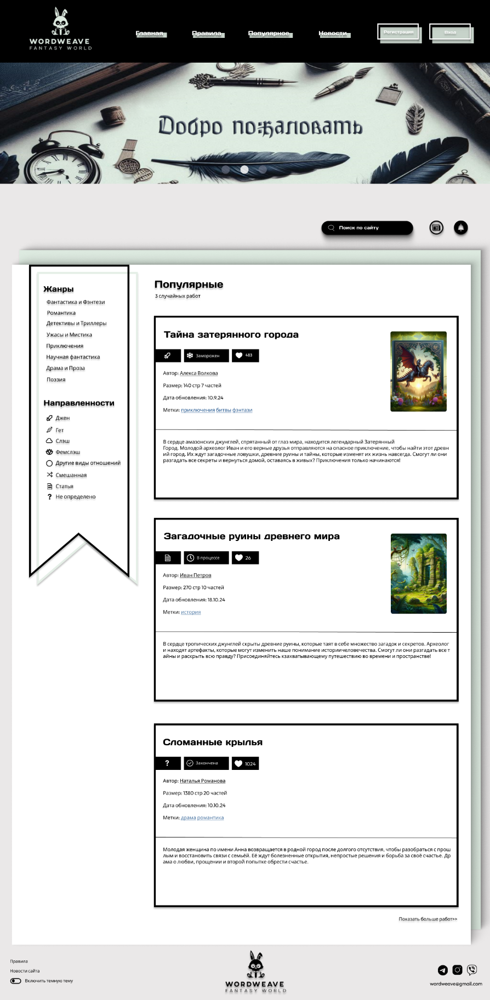 WORDWEAVE
FANTASY WORLD
Главная
Правила
Популярное
Новости
Регистрация
Вход
Добро пожаловать
Поиск по сайту
Жанры
Фантастика и Фэнтези
Романтика
Детективы и Триллеры
Ужасы и Мистика
Приключения
Научная фантастика
Драма и Проза
Поэзия
Направленности
Джен
Гет
Слэш
Фемслэш
Другие виды отношений
Смешанная
Статья
? Не определено
Популярные
3 случайных работ
Тайна затерянного города
Заморожен
483
Автор: Алекса Волкова
Размер: 140 стр 7 частей
Дата обновления: 10.9.24
Метки: приключения битвы фэнтази
В сердце амазонских джунглей, спрятанный от глаз мира, находится легендарный Затерянный
Город. Молодой археолог Иван и его верные друзья отправляются на опасное приключение, чтобы найти этот древн
ий город. Их ждут загадочные ловушки, древние руины и тайны, которые изменят их жизнь навсегда. Смогут ли они
разгадать все секреты и вернуться домой, оставаясь в живых? Приключения только начинаются!
Загадочные руины древнего мира
В процессе
26
Автор: Иван Петров
Размер: 270 стр 10 частей
Дата обновления: 18.10.24
Метки: история
В сердце тропических джунглей скрыты древние руины, которые таят в себе множество загадок и секретов. Археолог
и находят артефакты, которые могут изменить наше понимание историичеловечества. Смогут ли они разгадать все т
айны и раскрыть всю правду? Присоединяйтесь кзахватывающему путешествию во времени и пространстве!
Сломанные крылья
?
Закончена
1024
Автор: Наталья Романова
Размер: 1380 стр 20 частей
Дата обновления: 10.10.24
Метки: драма романтика
Молодая женщина по имени Анна возвращается в родной город после долгого отсутствия, чтобы разобраться с прош
лым и восстановить связи с семьёй. Её ждут болезненные открытия, непростые решения и борьба за своё счастье. Др
ама о любви, прощении и второй попытке обрести счастье.
Показать больше работ>>
Правила
Новости сайта
Включить темную тему
WORDWEAVE
FANTASY WORLD
wordweave@gmail.com